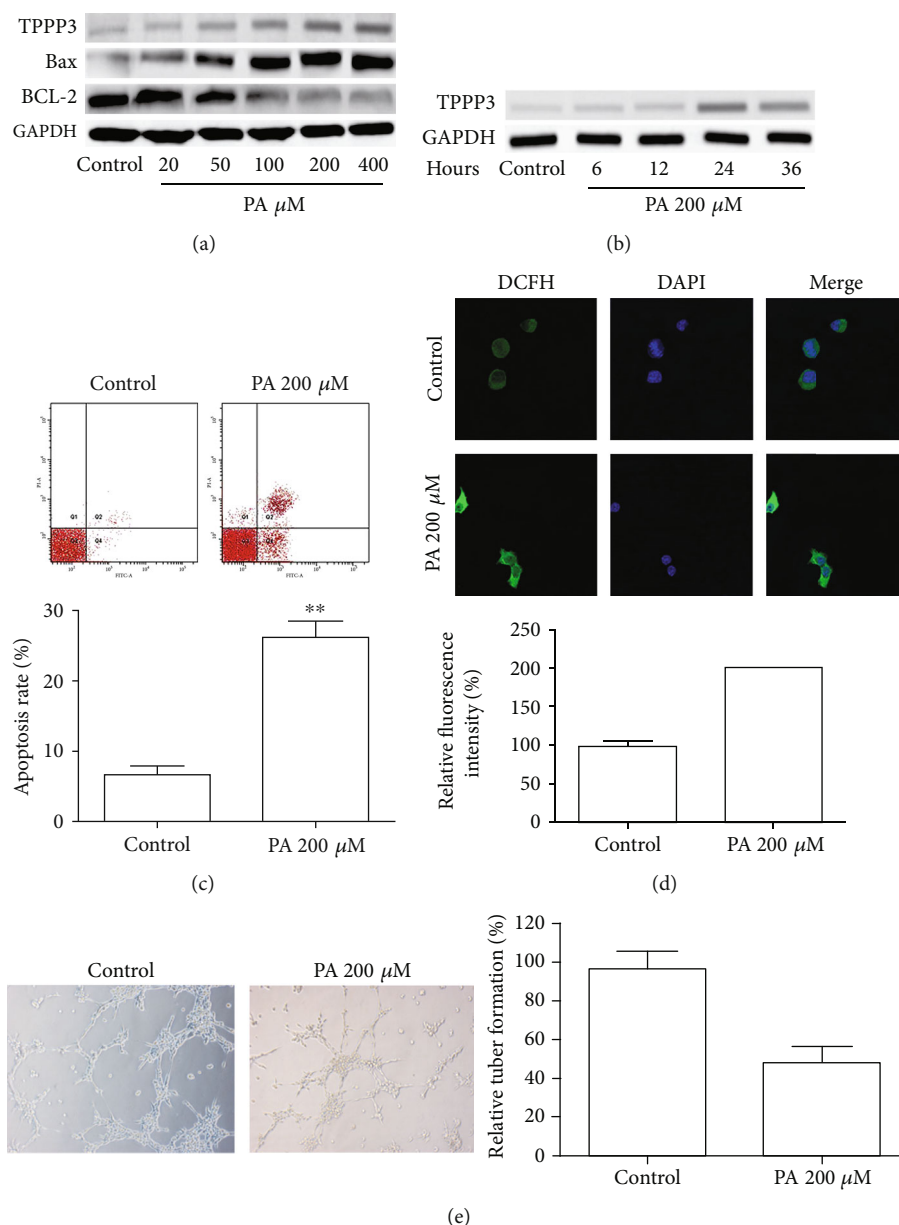 TPPP3
Bax
BCL-2
GAPDH
Control 20 50 100 200 400
PA μM
(a)
TPPP3
GAPDH
Hours Control 6 12 24 36
PA 200 μM
(b)
Control PA 200 μM
PI-A PI-A
Q1 Q2 Q1 Q2
Q4
FITC-A FITC-A
30
20
10
0
Apoptosis rate (%)
**
Control PA 200 μM
(c)
DCFH DAPI Merge
Control
PA 200 μM
250
200
150
100
50
0
Relative fluorescence
intensity (%)
Control PA 200 μM
(d)
Control PA 200 μM
120
100
80
60
40
20
0
Relative tuber formation (%)
Control PA 200 μM
(e)